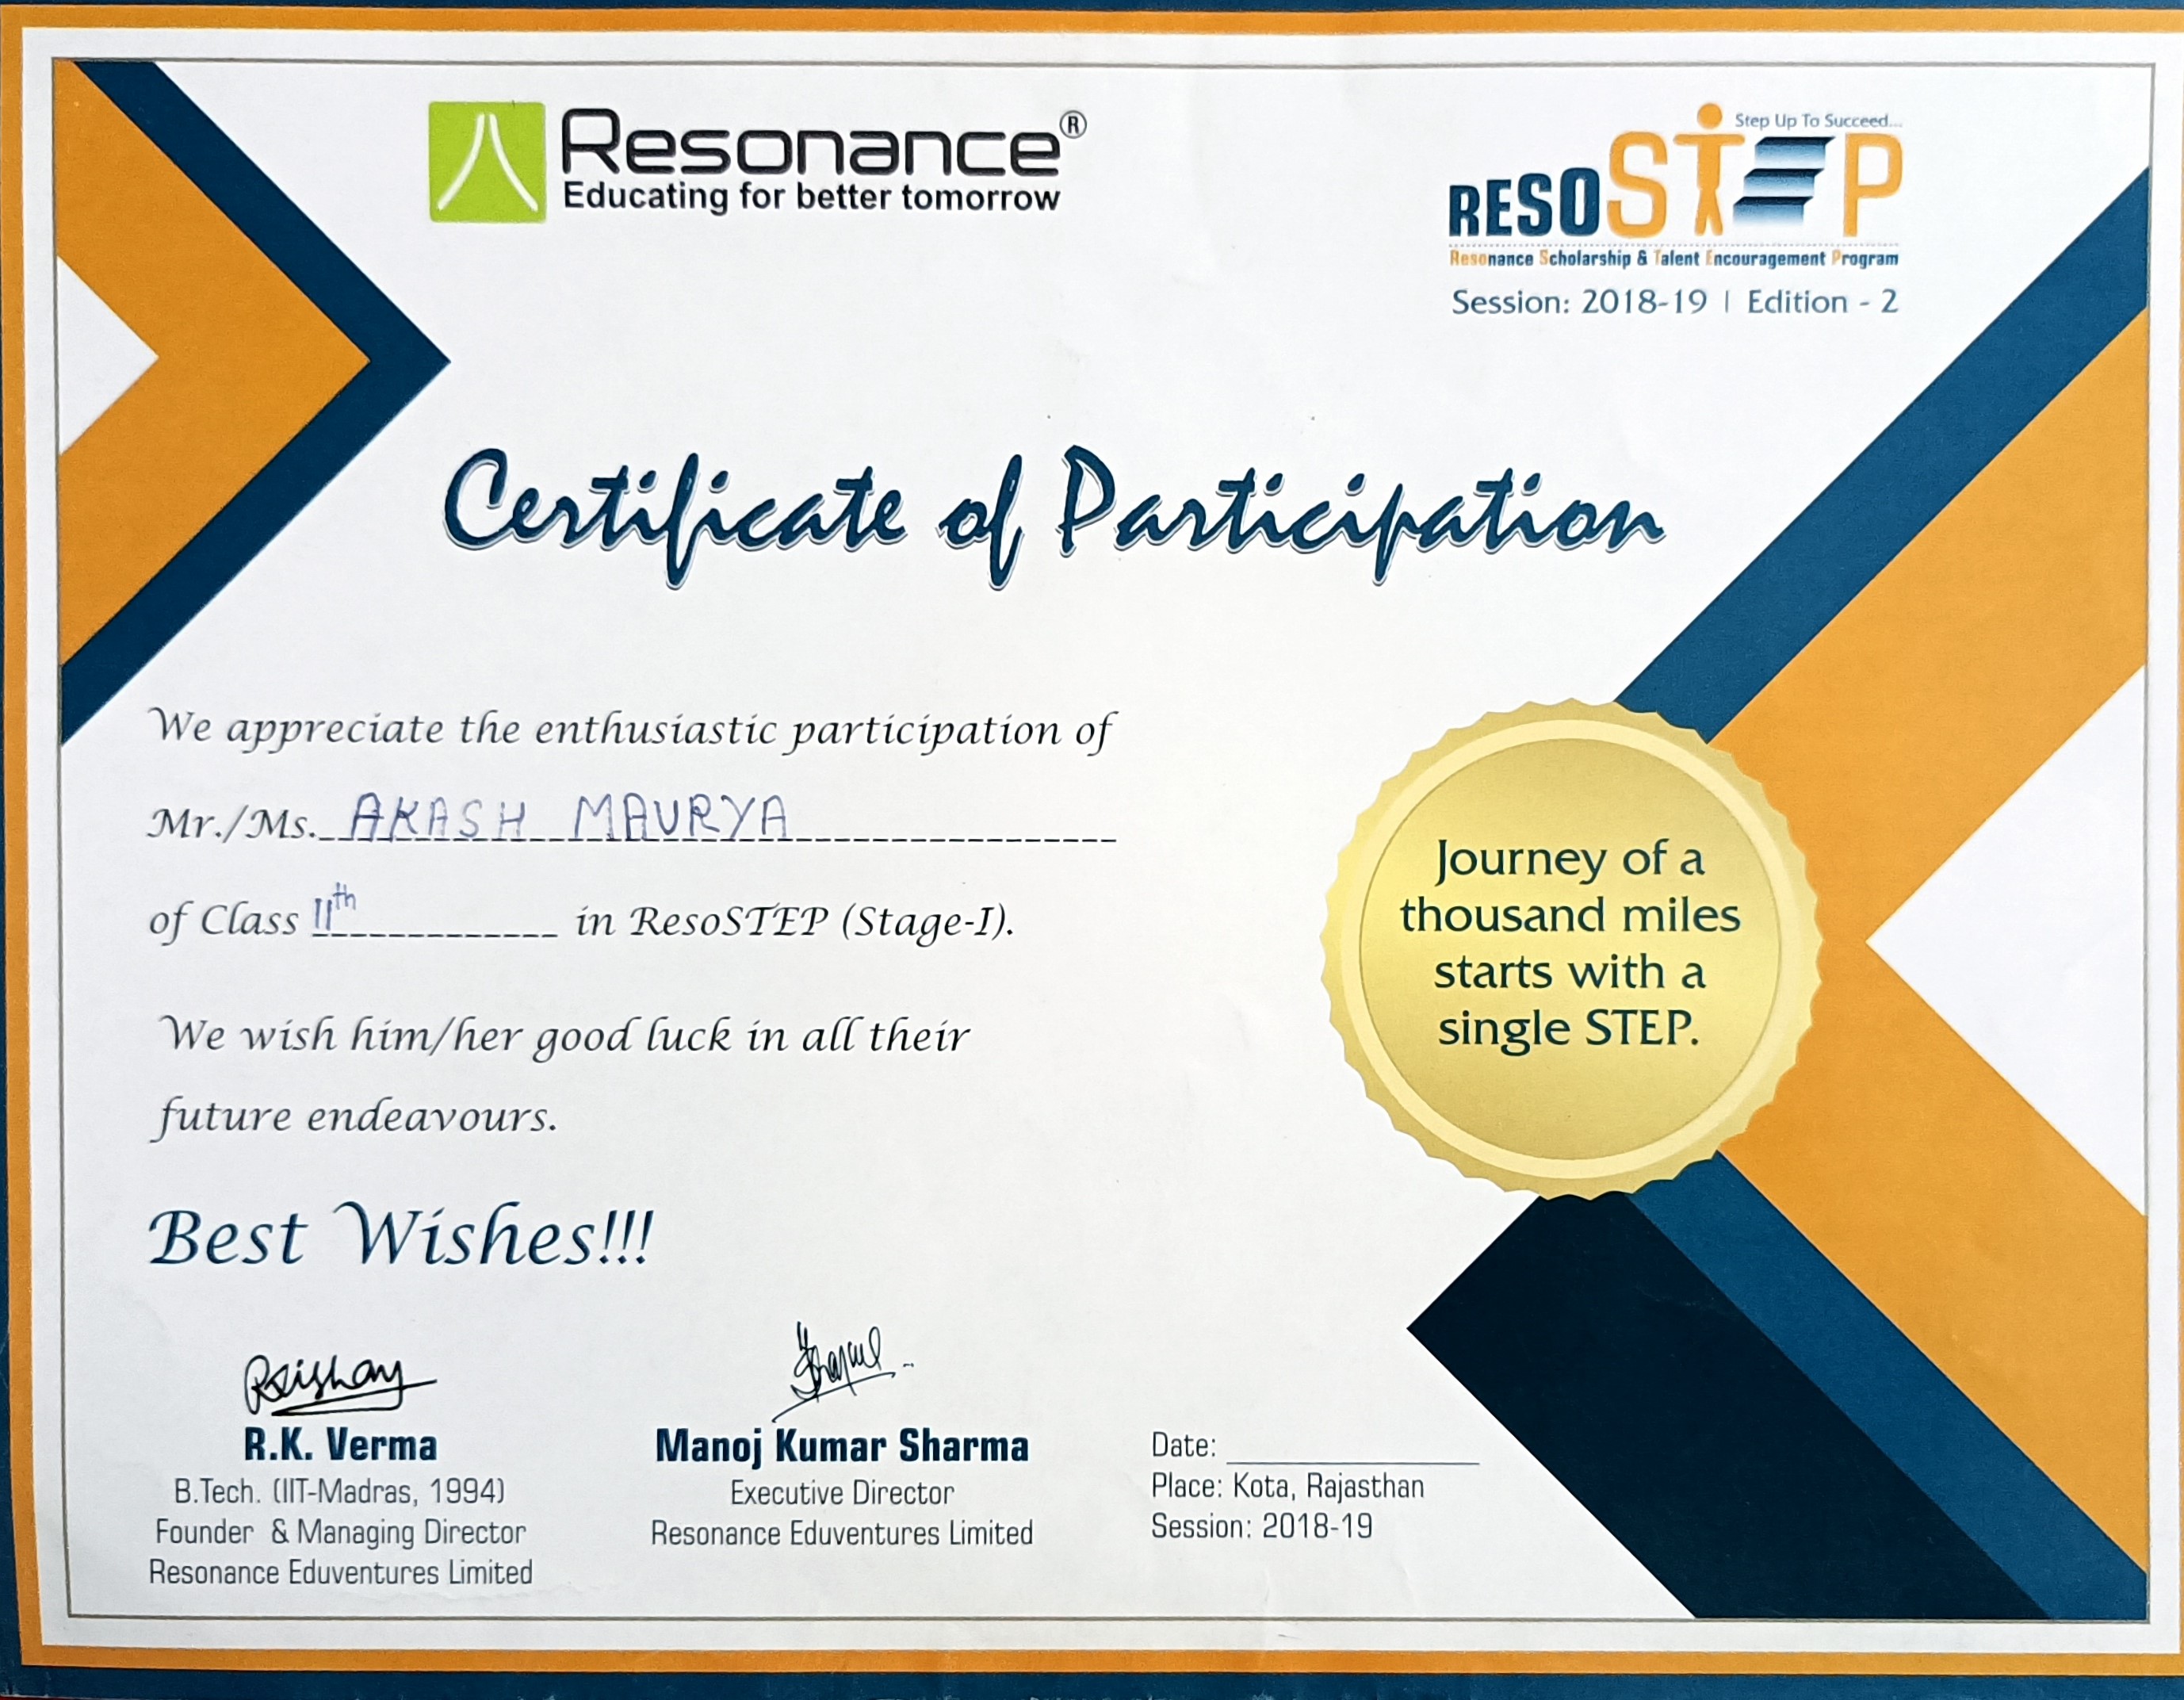 Resonance®
Educating for better tomorrow
Step Up To Succeed...
RESOSTEP
Resonance Scholarship & Talent Encouragement Program
Session: 2018-19 | Edition - 2
Certificate of Participation
We appreciate the enthusiastic participation of
Mr./Ms. AKASH MAURYA
of Class 11th in ResoSTEP (Stage-I).
We wish him/her good luck in all their
future endeavours.
Best Wishes!!!
Journey of a
thousand miles
starts with a
single STEP.
R.K. Verma
B.Tech. (IIT-Madras, 1994)
Founder & Managing Director
Resonance Eduventures Limited
Manoj Kumar Sharma
Executive Director
Resonance Eduventures Limited
Date:
Place: Kota, Rajasthan
Session: 2018-19